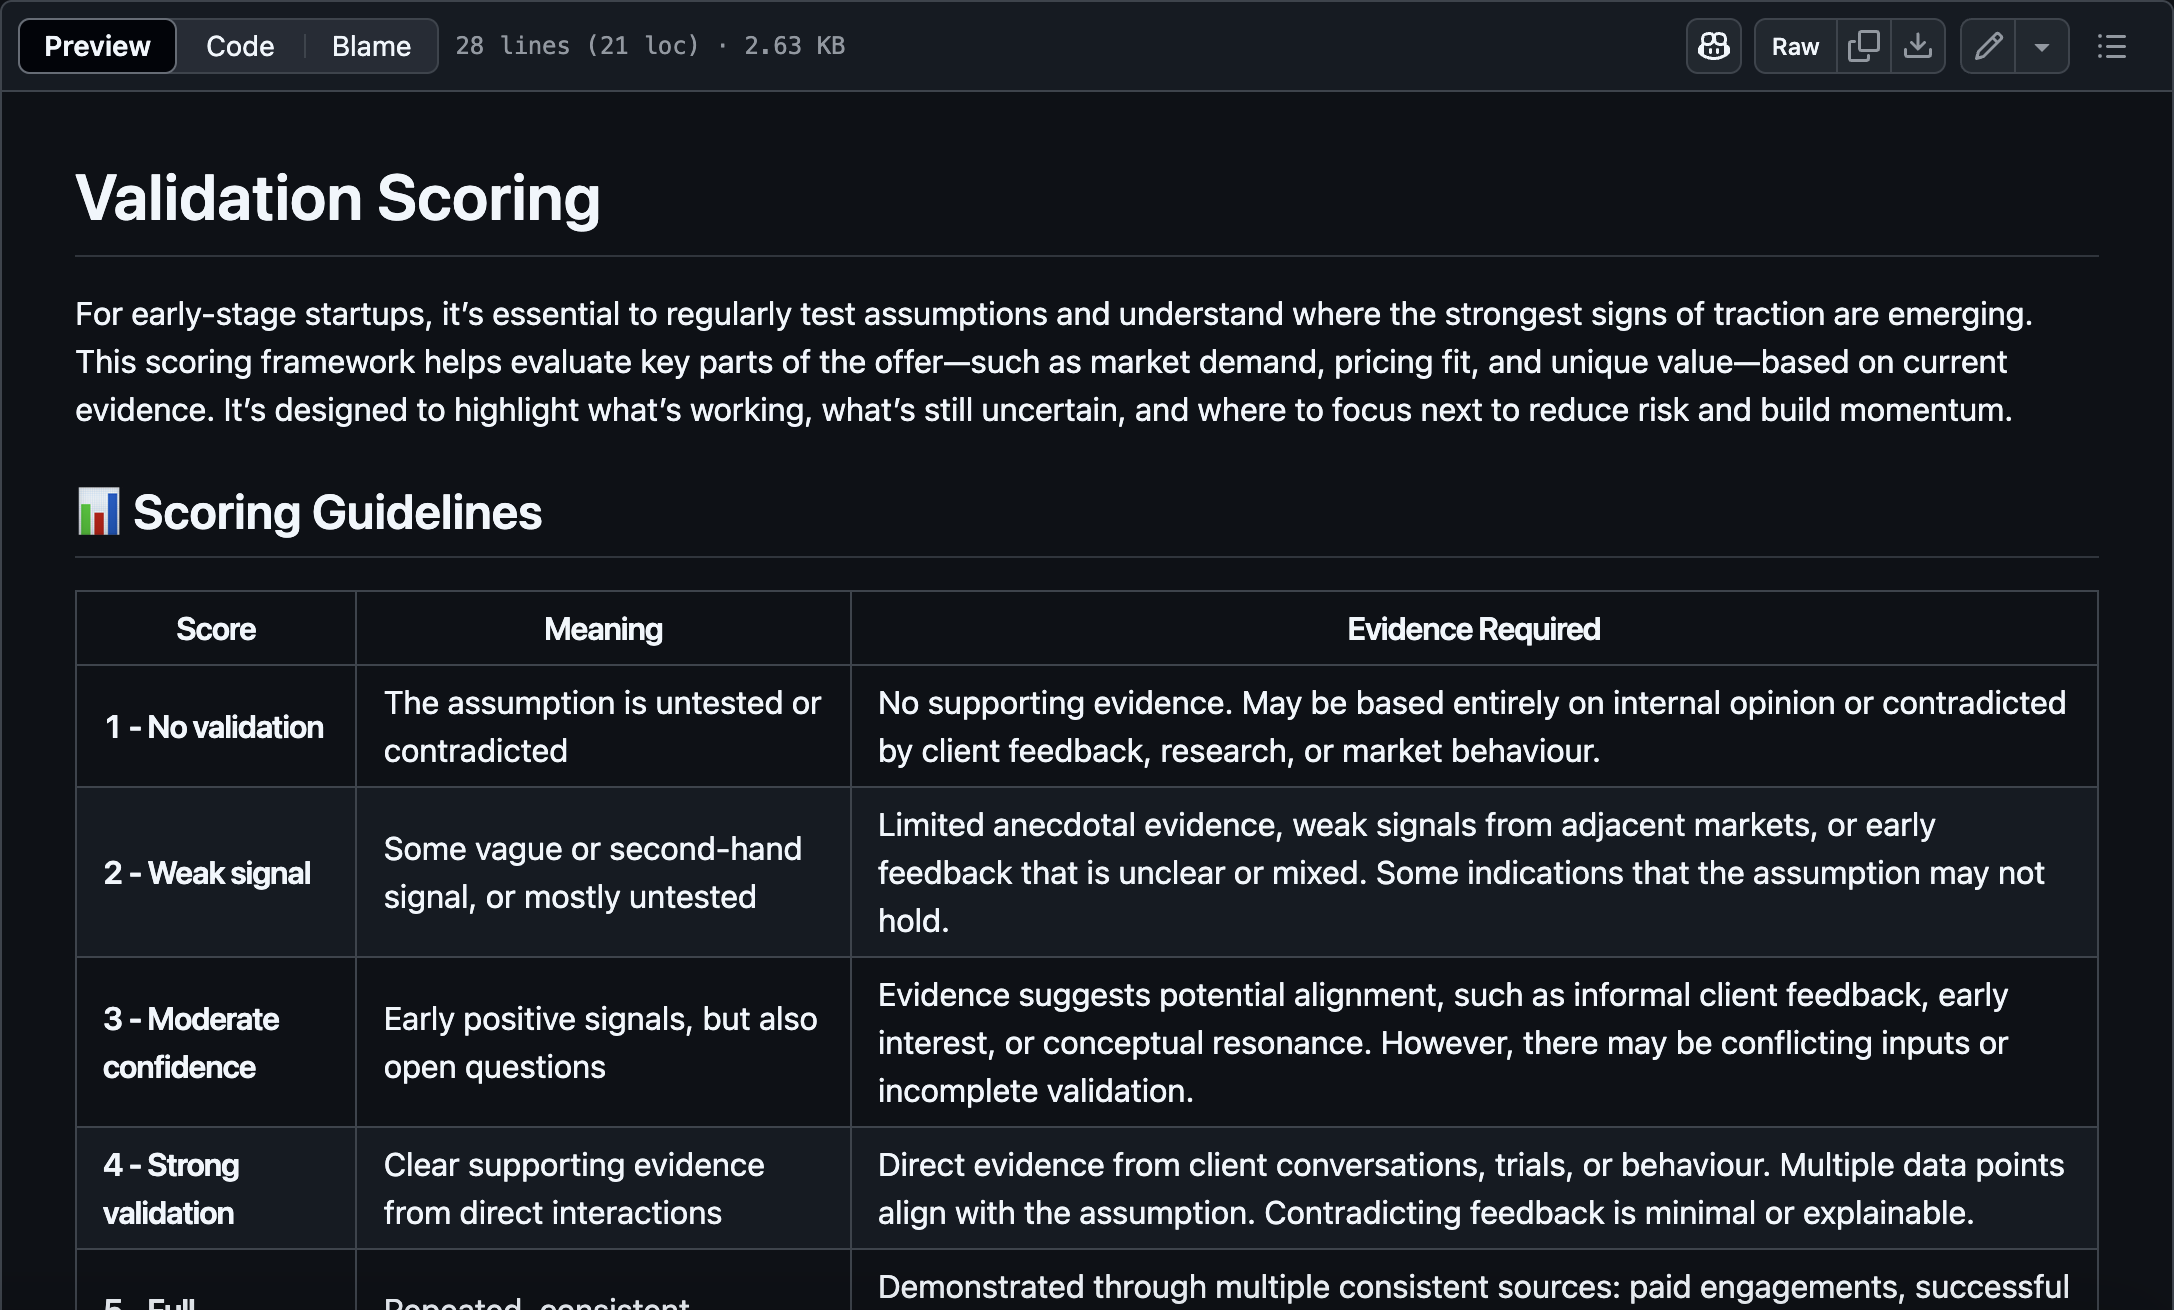 Preview Code Blame 28 lines (21 loc) · 2.63 KB Raw
Validation Scoring
For early-stage startups, it’s essential to regularly test assumptions and understand where the strongest signs of traction are emerging.
This scoring framework helps evaluate key parts of the offer—such as market demand, pricing fit, and unique value—based on current
evidence. It’s designed to highlight what’s working, what’s still uncertain, and where to focus next to reduce risk and build momentum.
📊 Scoring Guidelines
Score Meaning Evidence Required
1 - No validation
The assumption is untested or
contradicted
No supporting evidence. May be based entirely on internal opinion or contradicted
by client feedback, research, or market behaviour.
2 - Weak signal
Some vague or second-hand
signal, or mostly untested
Limited anecdotal evidence, weak signals from adjacent markets, or early
feedback that is unclear or mixed. Some indications that the assumption may not
hold.
3 - Moderate
confidence
Early positive signals, but also
open questions
Evidence suggests potential alignment, such as informal client feedback, early
interest, or conceptual resonance. However, there may be conflicting inputs or
incomplete validation.
4 - Strong
validation
Clear supporting evidence
from direct interactions
Direct evidence from client conversations, trials, or behaviour. Multiple data points
align with the assumption. Contradicting feedback is minimal or explainable.
5 - Full
Repeated, consistent
Demonstrated through multiple consistent sources: paid engagements, successful